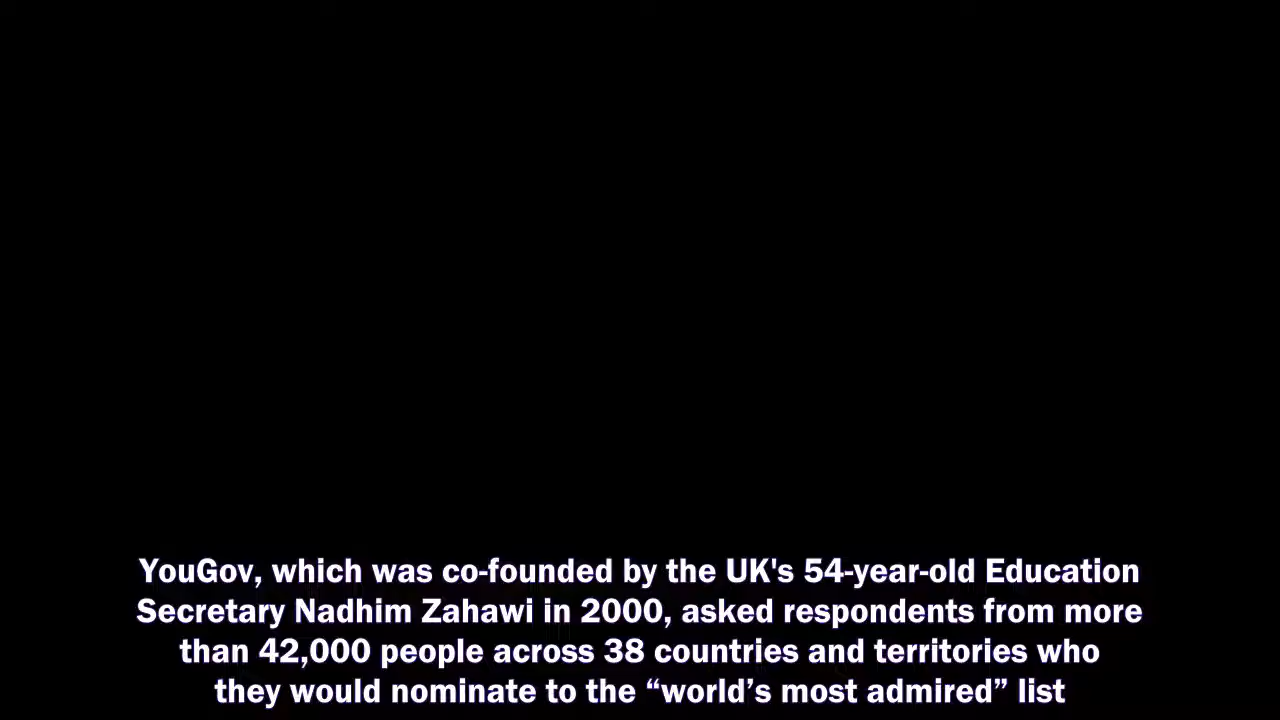 YouGov, which was co-founded by the UK's 54-year-old Education
Secretary Nadhim Zahawi in 2000, asked respondents from more
than 42,000 people across 38 countries and territories who
they would nominate to the “world’s most admired” list